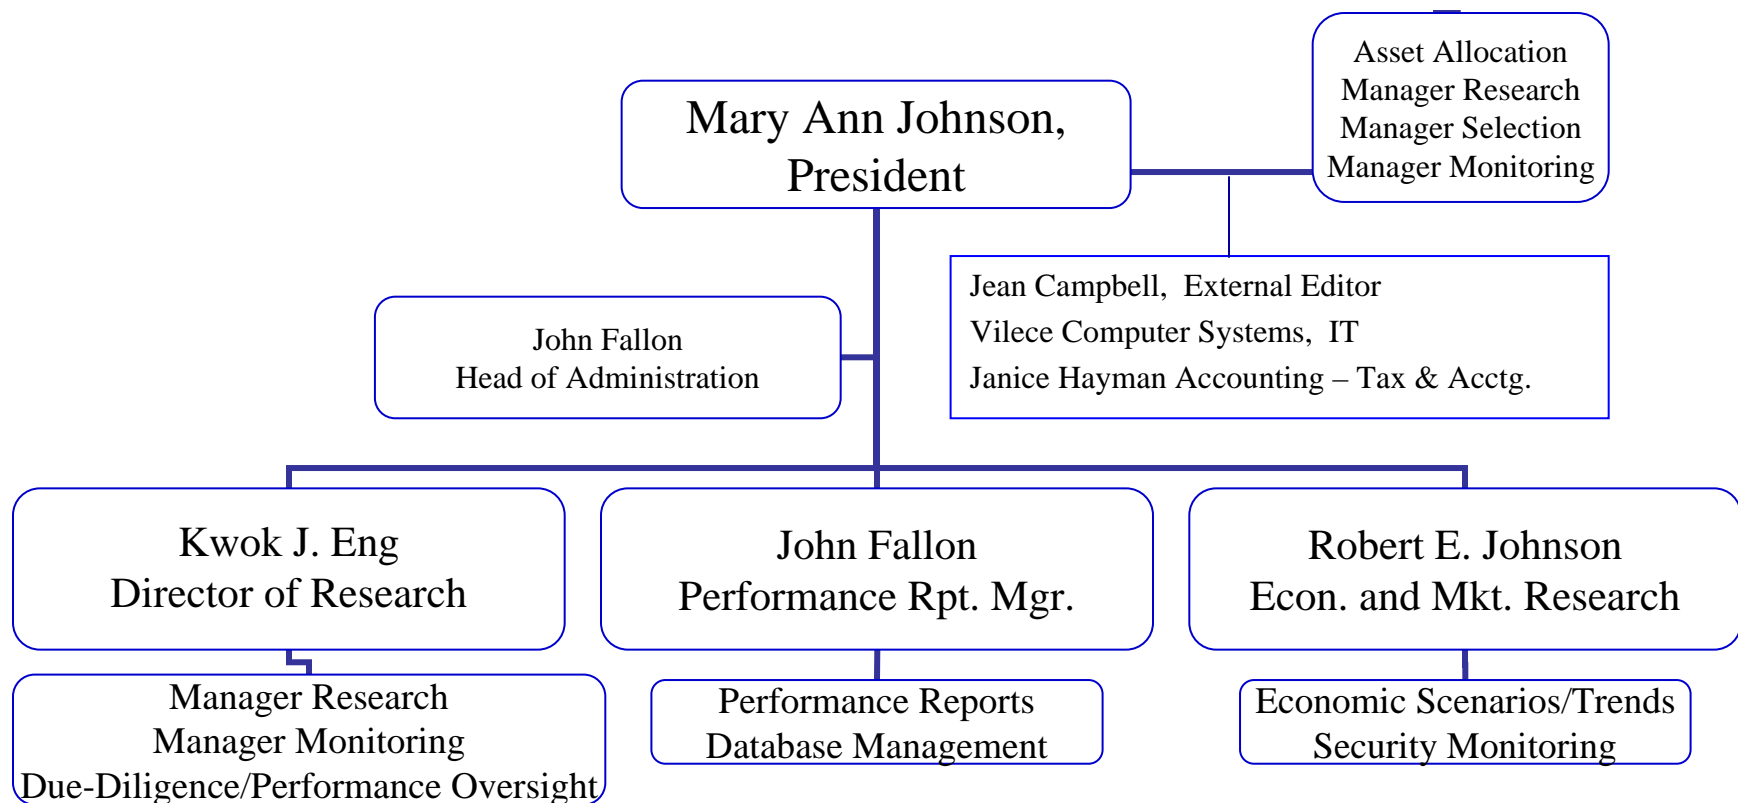 Asset Allocation
Manager Research
Manager Selection
Manager Monitoring
Mary Ann Johnson,
President
Jean Campbell,  External Editor
Vilece Computer Systems,  IT
Janice Hayman Accounting – Tax & Acctg.
John Fallon
Head of Administration
Kwok J. Eng
Director of Research
John Fallon
Performance Rpt. Mgr.
Robert E. Johnson
Econ. and Mkt. Research
Manager Research
Manager Monitoring
Due-Diligence/Performance Oversight
Performance Reports
Database Management
Economic Scenarios/Trends
Security Monitoring